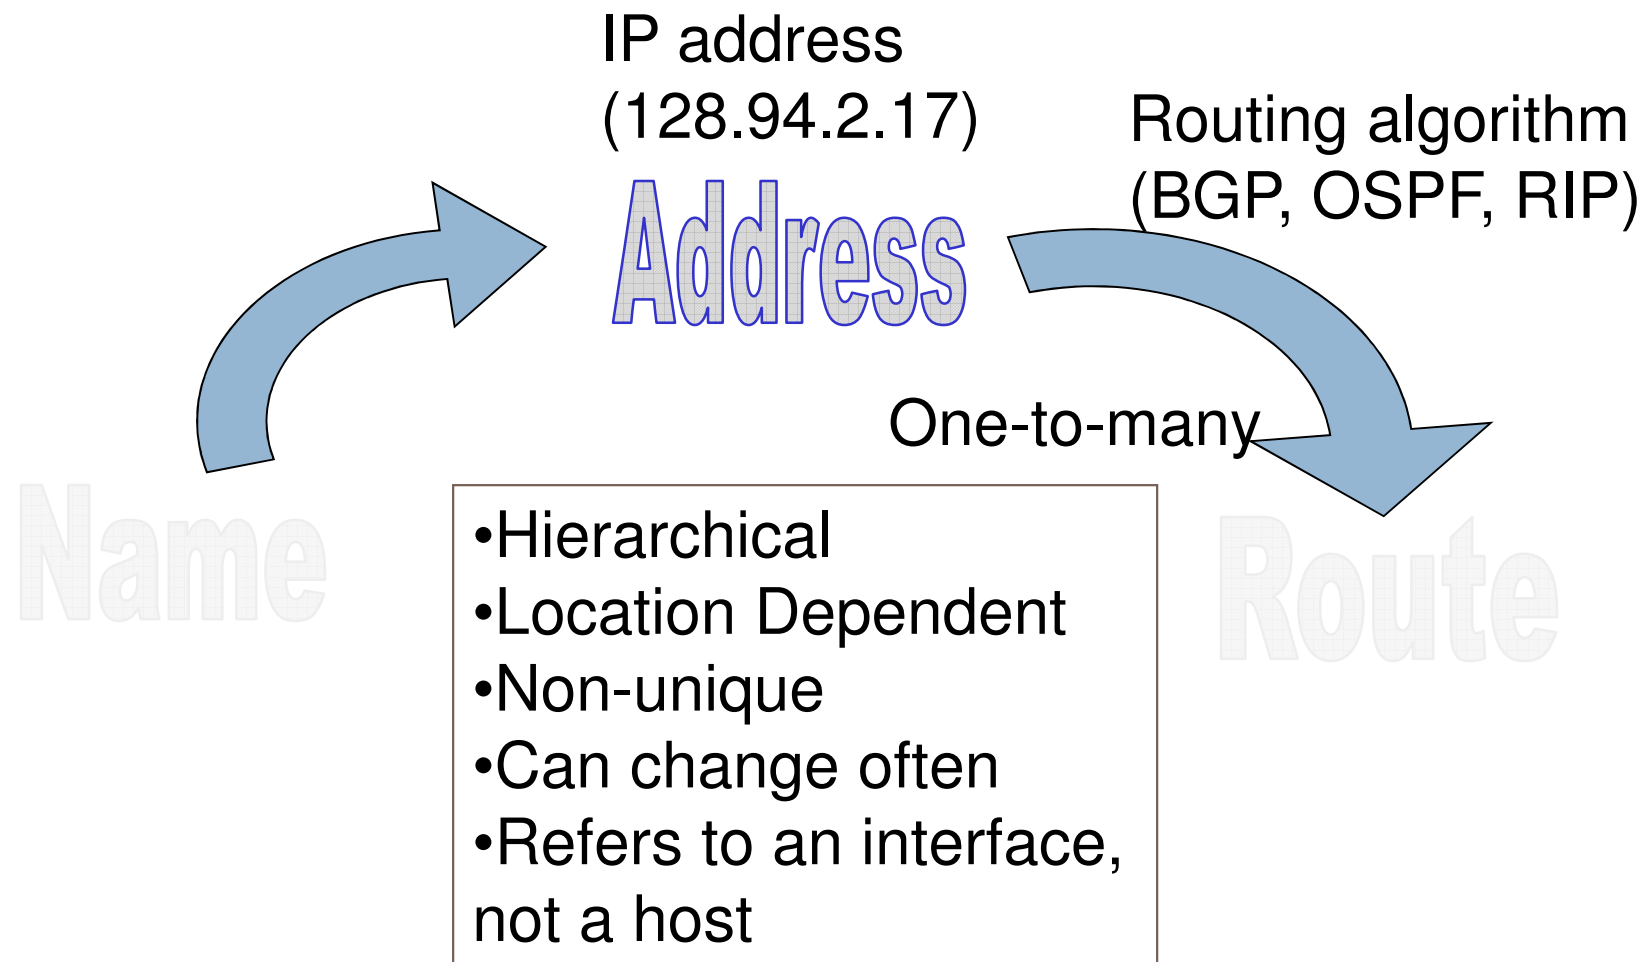 IP address
(128.94.2.17)
Routing algorithm
(BGP, OSPF, RIP)
Address
One-to-many
Name
Route
•Hierarchical
•Location Dependent
•Non-unique
•Can change often
•Refers to an interface,
not a host